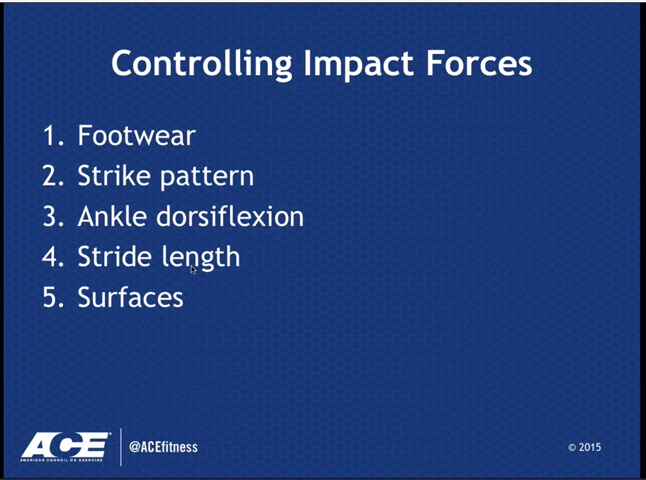 Controlling Impact Forces
1. Footwear
2. Strike pattern
3. Ankle dorsiflexion
4. Stride length
5. Surfaces
ACE®
AMERICAN COUNCIL ON EXERCISE
@ACEfitness
© 2015